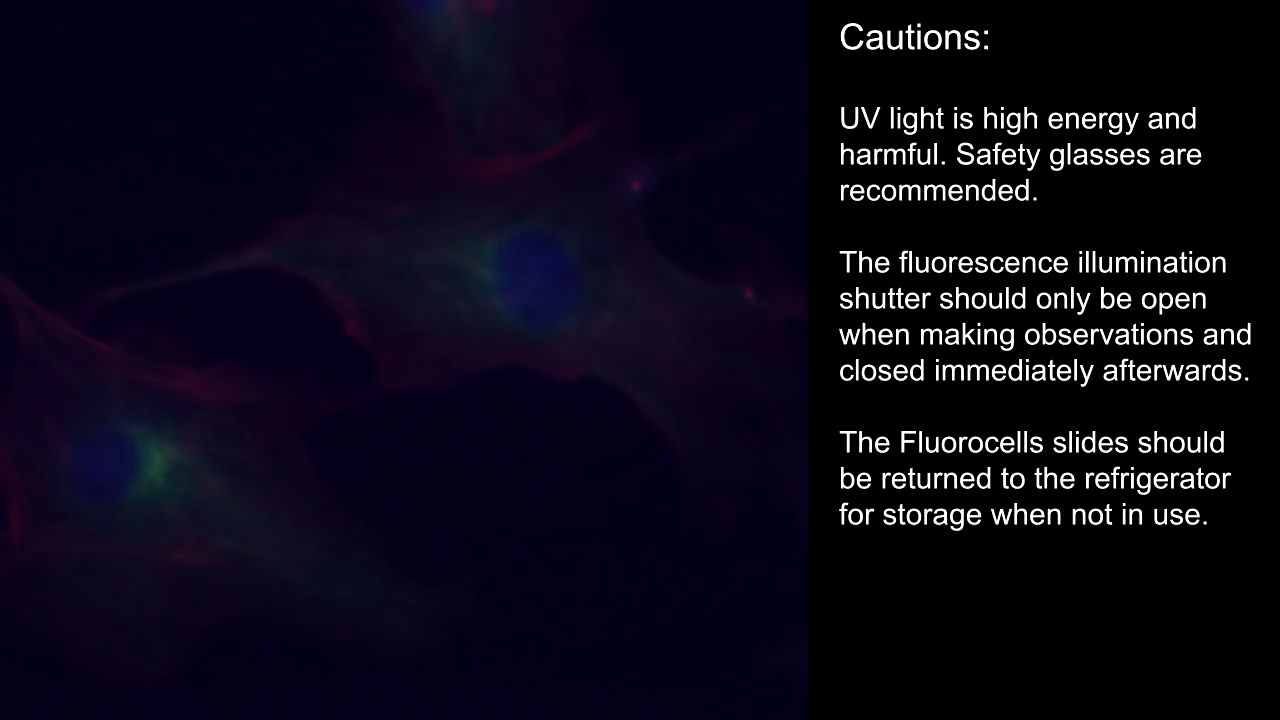 Cautions:
UV light is high energy and
harmful. Safety glasses are
recommended.
The fluorescence illumination
shutter should only be open
when making observations and
closed immediately afterwards.
The Fluorocells slides should
be returned to the refrigerator
for storage when not in use.